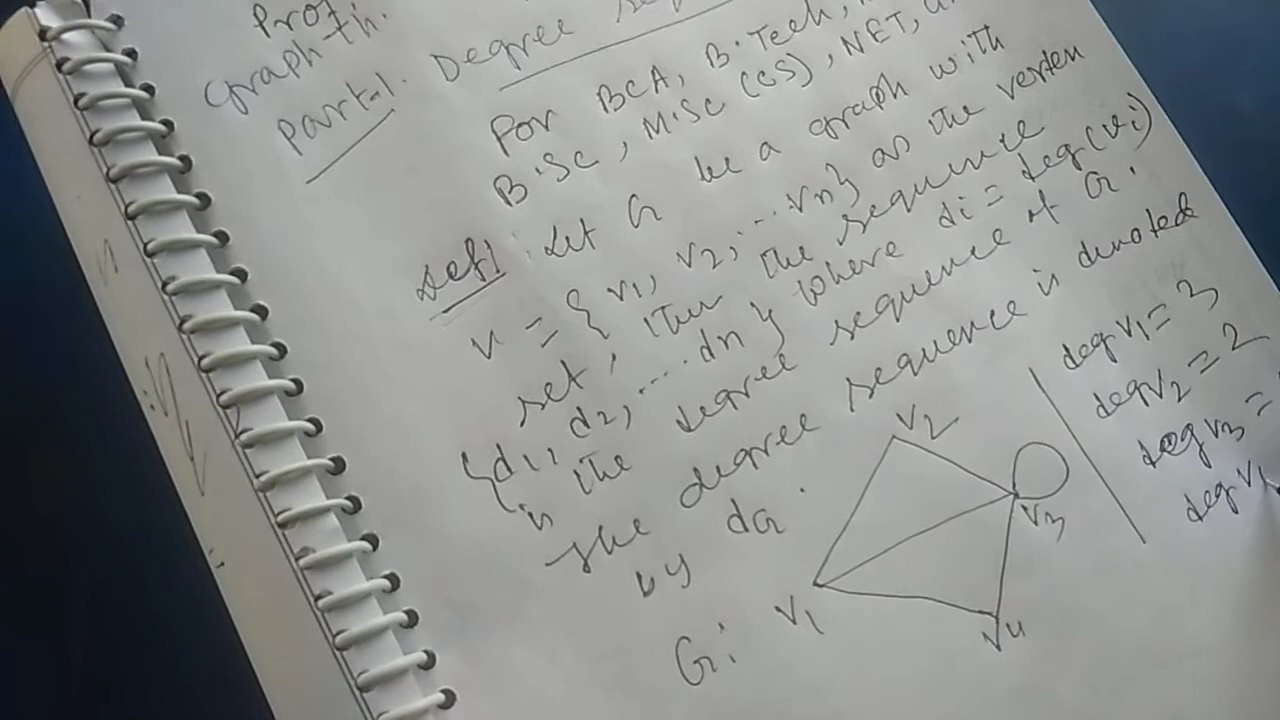 Graph th.
Part-1. Degree
For BCA, B.Tech,
B.Sc, M.Sc (CS), NET,
Def: Let G be a graph with
V = {v1, v2, ... vn} as the vertex
set, then the sequence
{d1, d2, ... dn} where di = deg(vi)
is the degree sequence of G.
The degree sequence is denoted
by dG.
G:
V1
V2
V3
V4
deg v1 = 3
deg v2 = 2
deg v3 =
deg v4